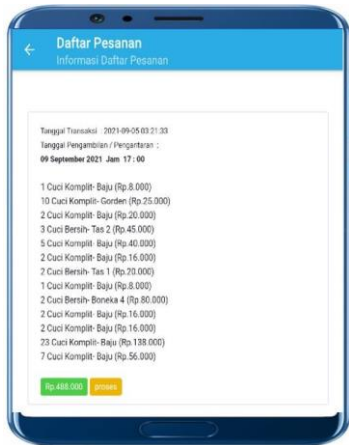 Daftar Pesanan
Informasi Daftar Pesanan
Tanggal Transaksi : 2021-09-05 03:21:33
Tanggal Pengambilan / Pengantaran :
09 September 2021 Jam 17 : 00
1 Cuci Komplit- Baju (Rp.8.000)
10 Cuci Komplit- Gorden (Rp.25.000)
2 Cuci Komplit- Baju (Rp.20.000)
3 Cuci Bersih- Tas 2 (Rp.45.000)
5 Cuci Komplit- Baju (Rp.40.000)
2 Cuci Komplit- Baju (Rp.16.000)
2 Cuci Bersih- Tas 1 (Rp.20.000)
1 Cuci Komplit- Baju (Rp.8.000)
2 Cuci Bersih- Boneka 4 (Rp.80.000)
2 Cuci Komplit- Baju (Rp.16.000)
2 Cuci Komplit- Baju (Rp.16.000)
23 Cuci Komplit- Baju (Rp.138.000)
7 Cuci Komplit- Baju (Rp.56.000)
Rp.488.000 proses